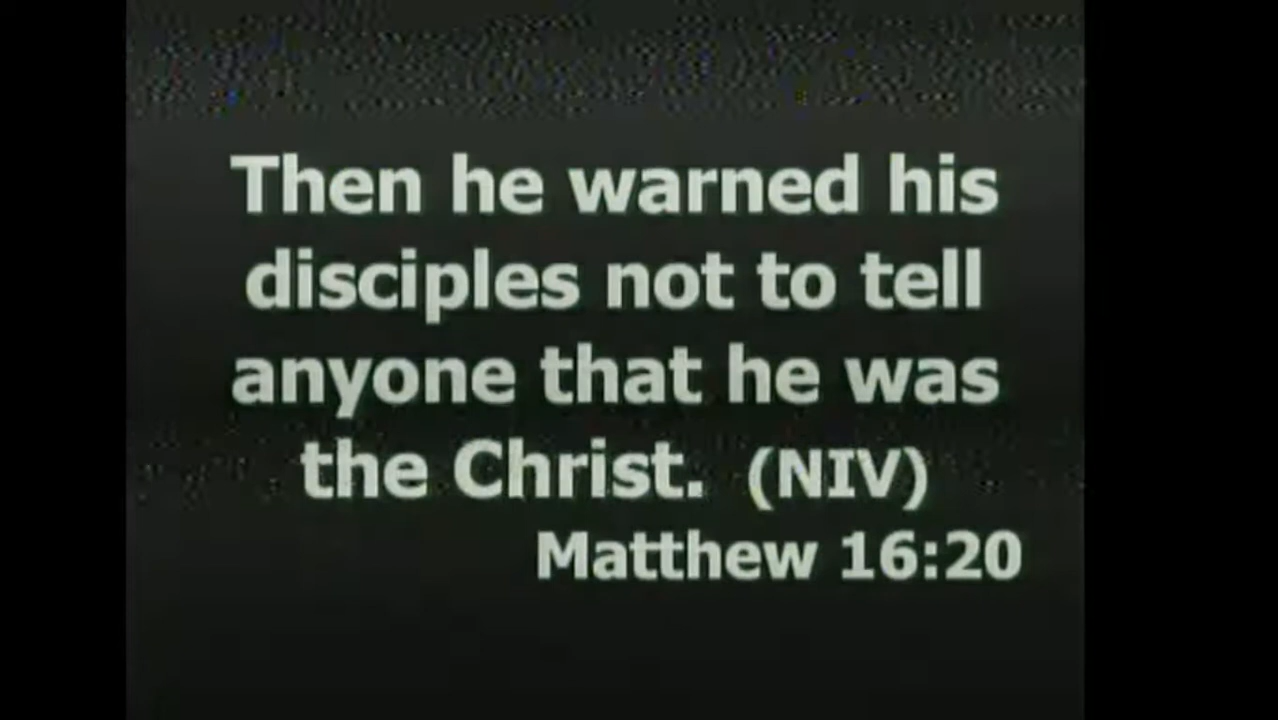 Then he warned his
disciples not to tell
anyone that he was
the Christ. (NIV)
Matthew 16:20